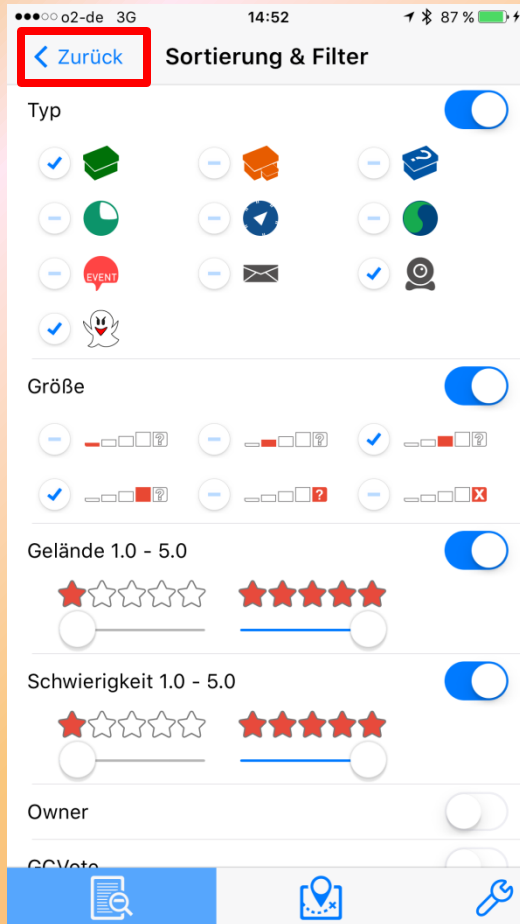 o2-de 3G 14:52 87 %
Zurück Sortierung & Filter
Typ
?
EVENT
Größe
? ? ?
? ? X
Gelände 1.0 - 5.0
Schwierigkeit 1.0 - 5.0
Owner
GCVote